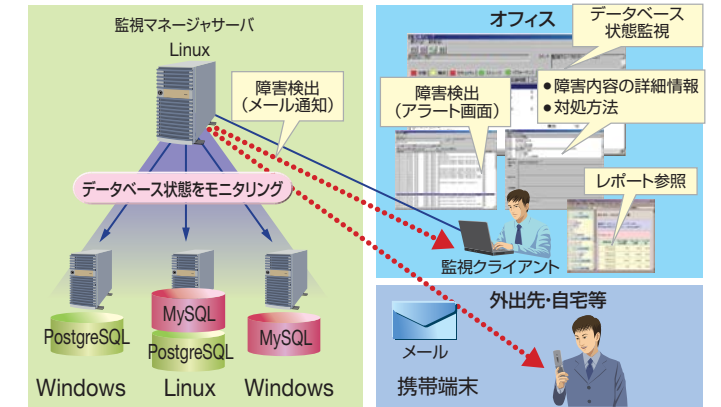 監視マネージャサーバ
Linux
障害検出
(メール通知)
データベース状態をモニタリング
PostgreSQL
MySQL
PostgreSQL
MySQL
Windows
Linux
Windows
オフィス
データベース
状態監視
障害検出
(アラート画面)
●障害内容の詳細情報
●対処方法
レポート参照
監視クライアント
外出先・自宅等
メール
携帯端末